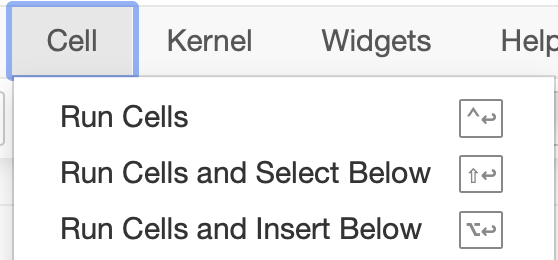 Cell Kernel Widgets Help
Run Cells ^↩
Run Cells and Select Below ⇧↩
Run Cells and Insert Below ⌥↩